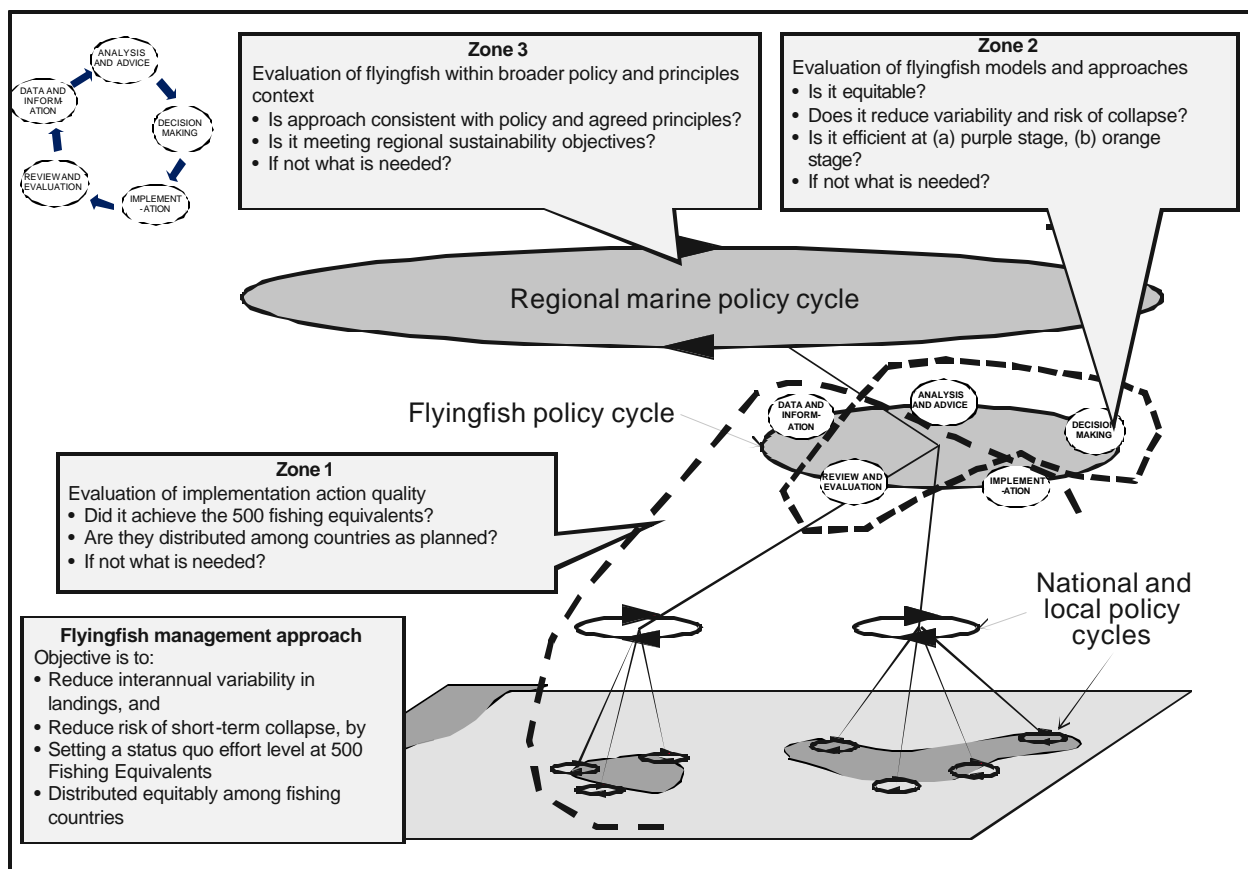 ANALYSIS
AND ADVICE
DATA AND
INFORM-
ATION
DECISION
MAKING
REVIEW AND
EVALUATION
IMPLEMENT
-ATION
Zone 3
Evaluation of flyingfish within broader policy and principles
context
• Is approach consistent with policy and agreed principles?
• Is it meeting regional sustainability objectives?
• If not what is needed?
Zone 2
Evaluation of flyingfish models and approaches
• Is it equitable?
• Does it reduce variability and risk of collapse?
• Is it efficient at (a) purple stage, (b) orange
stage?
• If not what is needed?
Regional marine policy cycle
Flyingfish policy cycle
DATA AND
INFORM-
ATION
ANALYSIS
AND ADVICE
DECISION
MAKING
REVIEW AND
EVALUATION
IMPLEMENT
-ATION
Zone 1
Evaluation of implementation action quality
• Did it achieve the 500 fishing equivalents?
• Are they distributed among countries as planned?
• If not what is needed?
National and
local policy
cycles
Flyingfish management approach
Objective is to:
• Reduce interannual variability in
landings, and
• Reduce risk of short-term collapse, by
• Setting a status quo effort level at 500
Fishing Equivalents
• Distributed equitably among fishing
countries